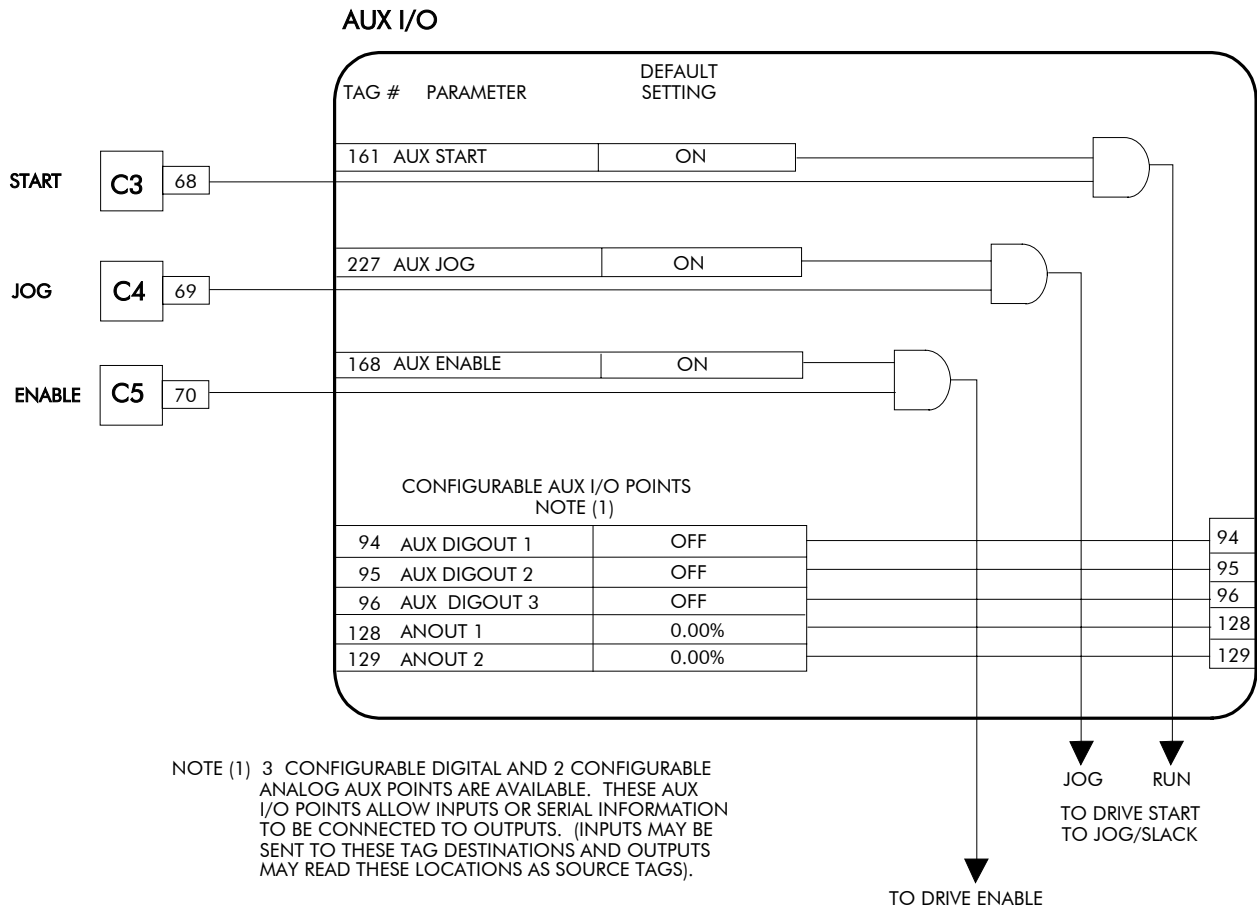 AUX I/O
TAG # PARAMETER
DEFAULT
SETTING
161 AUX START ON
START C3 68
227 AUX JOG ON
JOG C4 69
168 AUX ENABLE ON
ENABLE C5 70
CONFIGURABLE AUX I/O POINTS
NOTE (1)
94 AUX DIGOUT 1 OFF 94
95 AUX DIGOUT 2 OFF 95
96 AUX DIGOUT 3 OFF 96
128 ANOUT 1 0.00% 128
129 ANOUT 2 0.00% 129
NOTE (1) 3 CONFIGURABLE DIGITAL AND 2 CONFIGURABLE
ANALOG AUX POINTS ARE AVAILABLE. THESE AUX
I/O POINTS ALLOW INPUTS OR SERIAL INFORMATION
TO BE CONNECTED TO OUTPUTS. (INPUTS MAY BE
SENT TO THESE TAG DESTINATIONS AND OUTPUTS
MAY READ THESE LOCATIONS AS SOURCE TAGS).
JOG RUN
TO DRIVE START
TO JOG/SLACK
TO DRIVE ENABLE